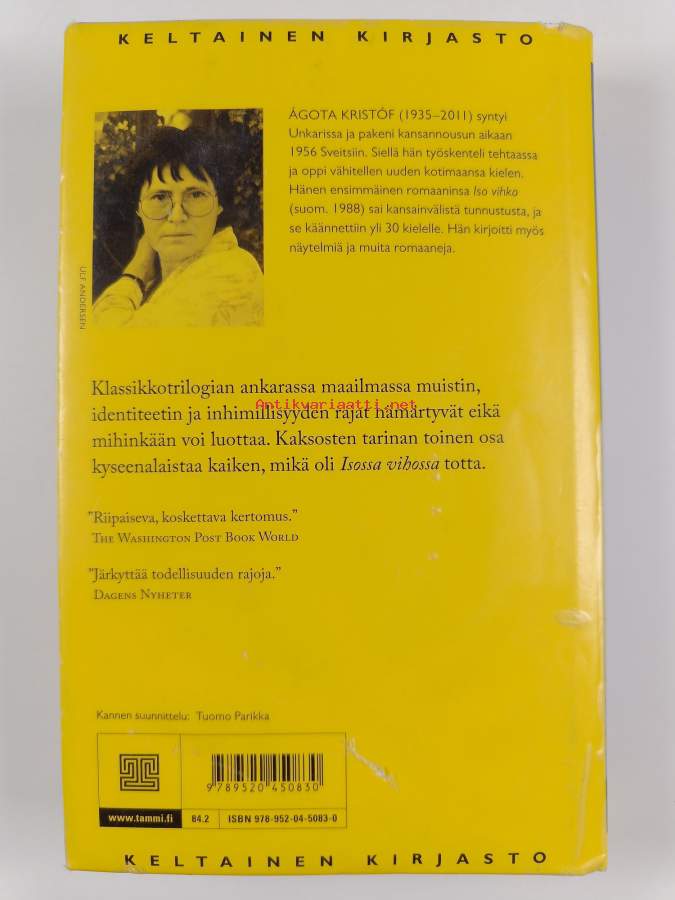 KELTAINEN KIRJASTO
ÁGOTA KRISTÓF (1935–2011) syntyi
Unkarissa ja pakeni kansannousun aikaan
1956 Sveitsiin. Siellä hän työskenteli tehtaassa
ja oppi vähitellen uuden kotimaansa kielen.
Hänen ensimmäinen romaaninsa Iso vihko
(suom. 1988) sai kansainvälistä tunnustusta, ja
se käännettiin yli 30 kielelle. Hän kirjoitti myös
näytelmiä ja muita romaaneja.
ULF ANDERSEN
Klassikkotrilogian ankarassa maailmassa muistin,
Antikvariaatti.net
identiteetin ja inhimillisyyden rajat hämärtyvät eikä
mihinkään voi luottaa. Kaksosten tarinan toinen osa
kyseenalaistaa kaiken, mikä oli Isossa vihossa totta.
”Riipaiseva, koskettava kertomus.”
THE WASHINGTON POST BOOK WORLD
”Järkyttää todellisuuden rajoja.”
DAGENS NYHETER
Kannen suunnittelu: Tuomo Parikka
9 789520 450830
www.tammi.fi 84.2 ISBN 978-952-04-5083-0
KELTAINEN KIRJASTO